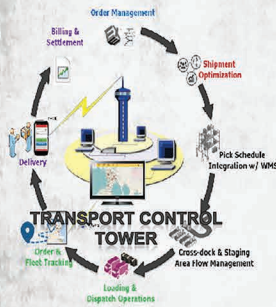 Order Management
Billing &
Settlement
Shipment
Optimization
Pick Schedule
Integration w/ WMS
Delivery
TRANSPORT CONTROL
TOWER
Order &
Fleet Tracking
Cross-dock & Staging
Area Flow Management
Loading &
Dispatch Operations